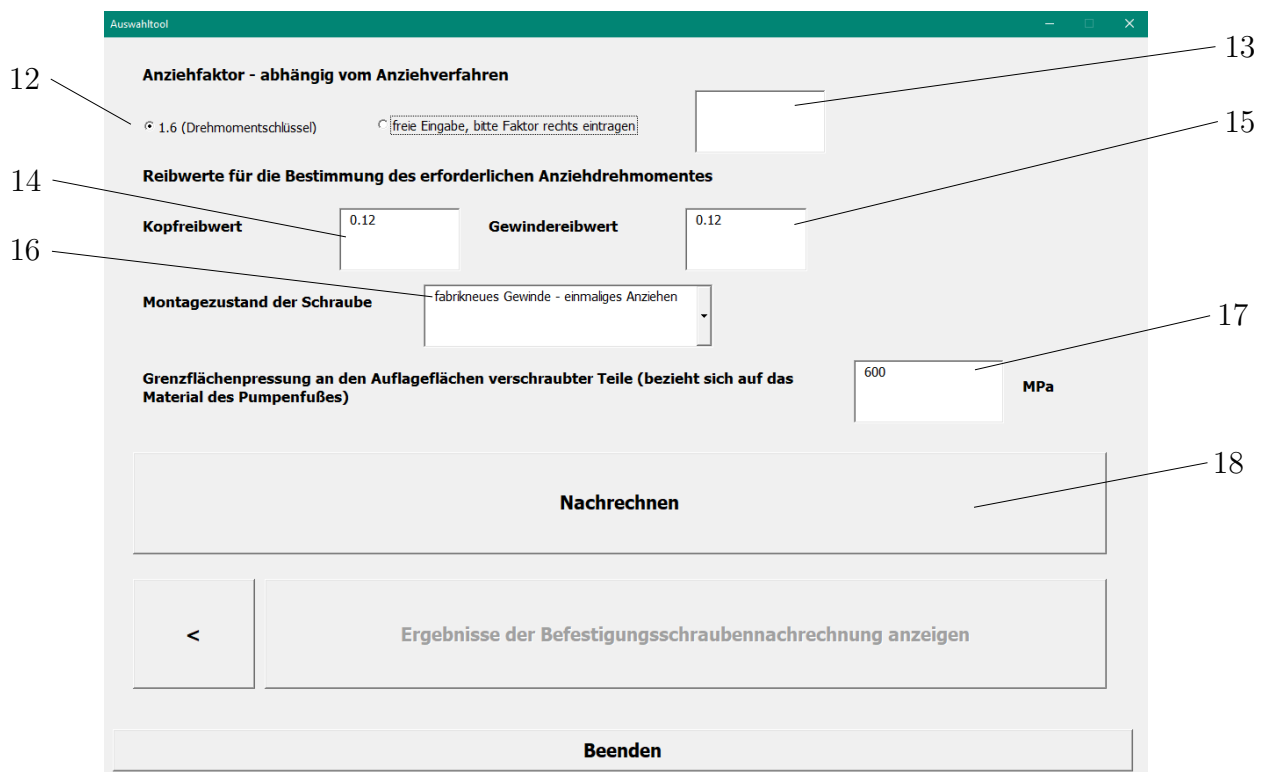 Auswahltool
13
Anziehfaktor - abhängig vom Anziehverfahren
12
1.6 (Drehmomentschlüssel) freie Eingabe, bitte Faktor rechts eintragen
15
Reibwerte für die Bestimmung des erforderlichen Anziehdrehmomentes
14
Kopfreibwert 0.12 Gewindereibwert 0.12
16
Montagezustand der Schraube fabrikneues Gewinde - einmaliges Anziehen
17
Grenzflächenpressung an den Auflageflächen verschraubter Teile (bezieht sich auf das
Material des Pumpenfußes)
600 MPa
18
Nachrechnen
< Ergebnisse der Befestigungsschraubennachrechnung anzeigen
Beenden